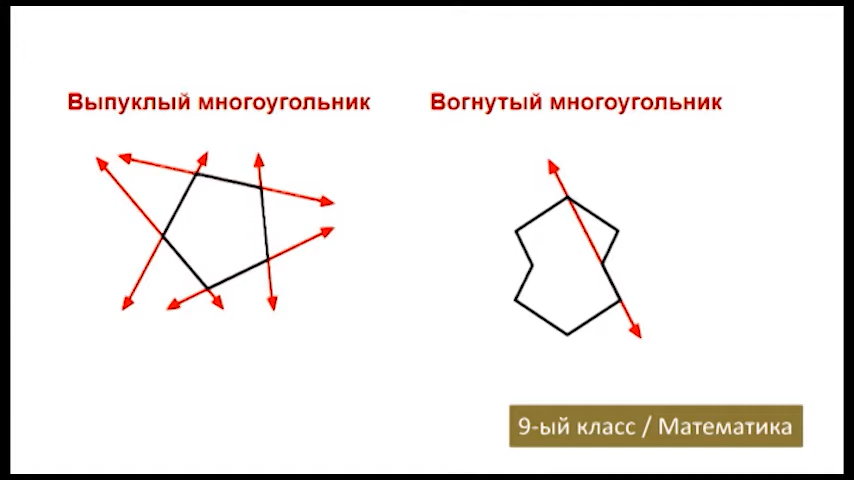 Выпуклый многоугольник
Вогнутый многоугольник
9-ый класс / Математика